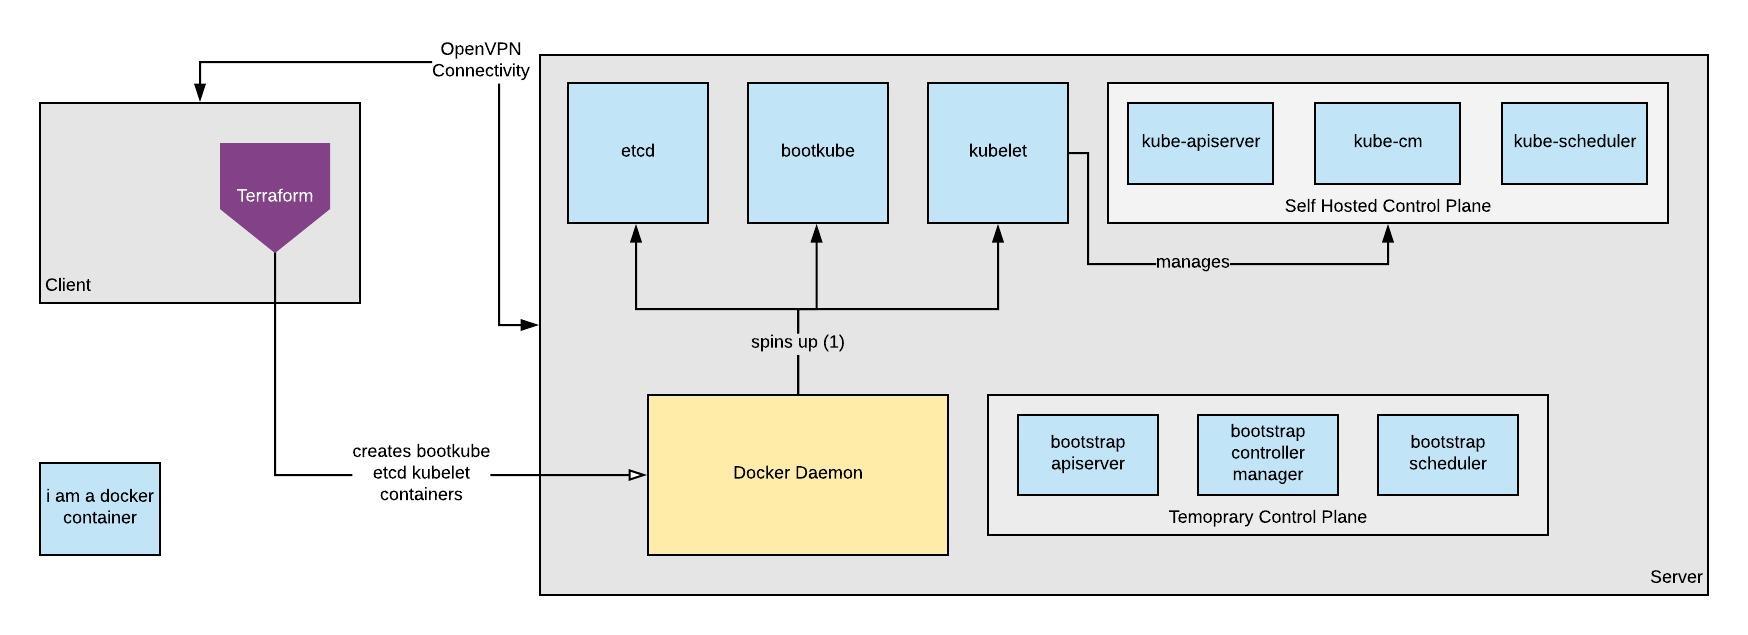 OpenVPN
Connectivity
Terraform
Client
etcd
bootkube
kubelet
kube-apiserver
kube-cm
kube-scheduler
Self Hosted Control Plane
manages
spins up (1)
creates bootkube
etcd kubelet
containers
Docker Daemon
bootstrap
apiserver
bootstrap
controller
manager
bootstrap
scheduler
Temoprary Control Plane
i am a docker
container
Server